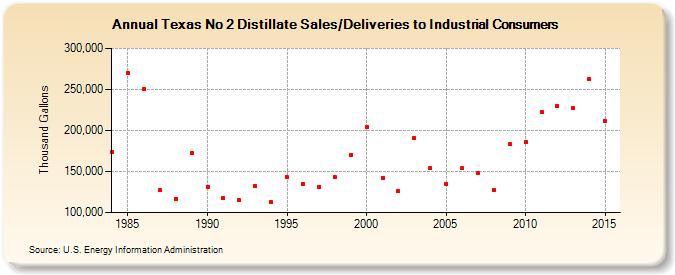 Annual Texas No 2 Distillate Sales/Deliveries to Industrial Consumers
Thousand Gallons
300,000
250,000
200,000
150,000
100,000
1985 1990 1995 2000 2005 2010 2015
Source: U.S. Energy Information Administration